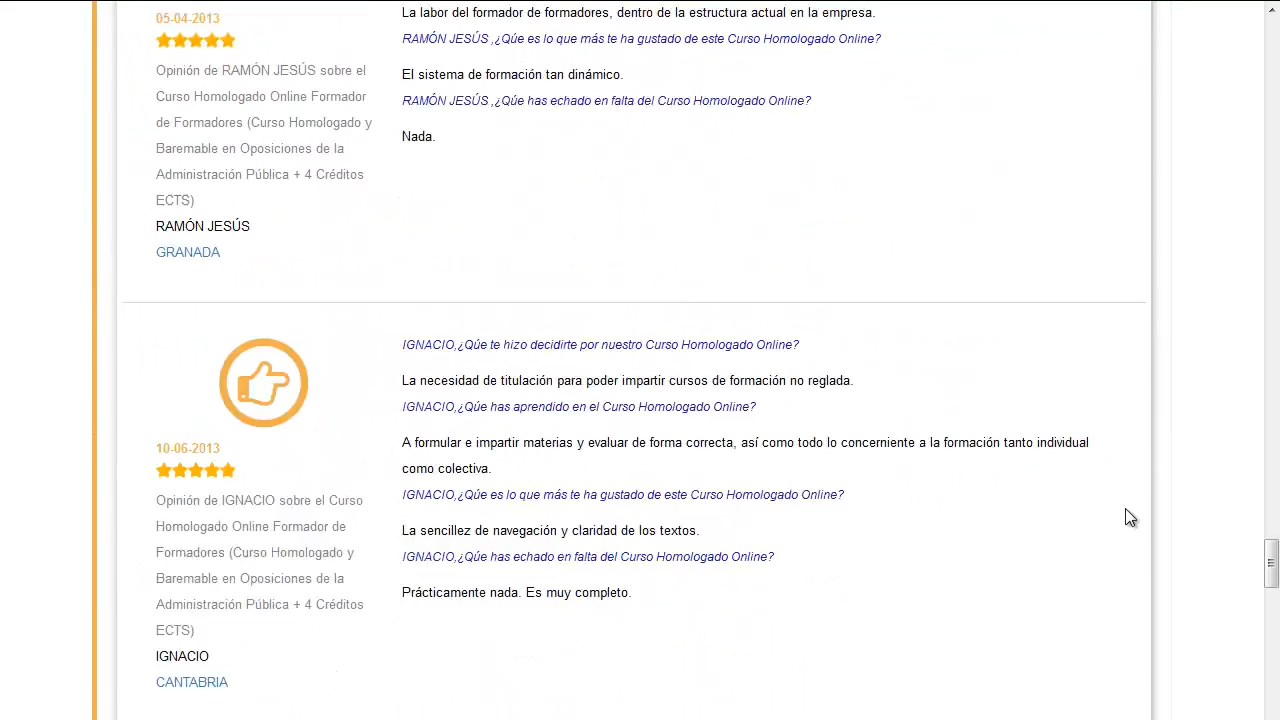 05-04-2013
Opinión de RAMÓN JESÚS sobre el
Curso Homologado Online Formador
de Formadores (Curso Homologado y
Baremable en Oposiciones de la
Administración Pública + 4 Créditos
ECTS)
RAMÓN JESÚS
GRANADA
La labor del formador de formadores, dentro de la estructura actual en la empresa.
RAMÓN JESÚS ,¿Qúe es lo que más te ha gustado de este Curso Homologado Online?
El sistema de formación tan dinámico.
RAMÓN JESÚS ,¿Qúe has echado en falta del Curso Homologado Online?
Nada.
10-06-2013
Opinión de IGNACIO sobre el Curso
Homologado Online Formador de
Formadores (Curso Homologado y
Baremable en Oposiciones de la
Administración Pública + 4 Créditos
ECTS)
IGNACIO
CANTABRIA
IGNACIO,¿Qúe te hizo decidirte por nuestro Curso Homologado Online?
La necesidad de titulación para poder impartir cursos de formación no reglada.
IGNACIO,¿Qúe has aprendido en el Curso Homologado Online?
A formular e impartir materias y evaluar de forma correcta, así como todo lo concerniente a la formación tanto individual
como colectiva.
IGNACIO,¿Qúe es lo que más te ha gustado de este Curso Homologado Online?
La sencillez de navegación y claridad de los textos.
IGNACIO,¿Qúe has echado en falta del Curso Homologado Online?
Prácticamente nada. Es muy completo.